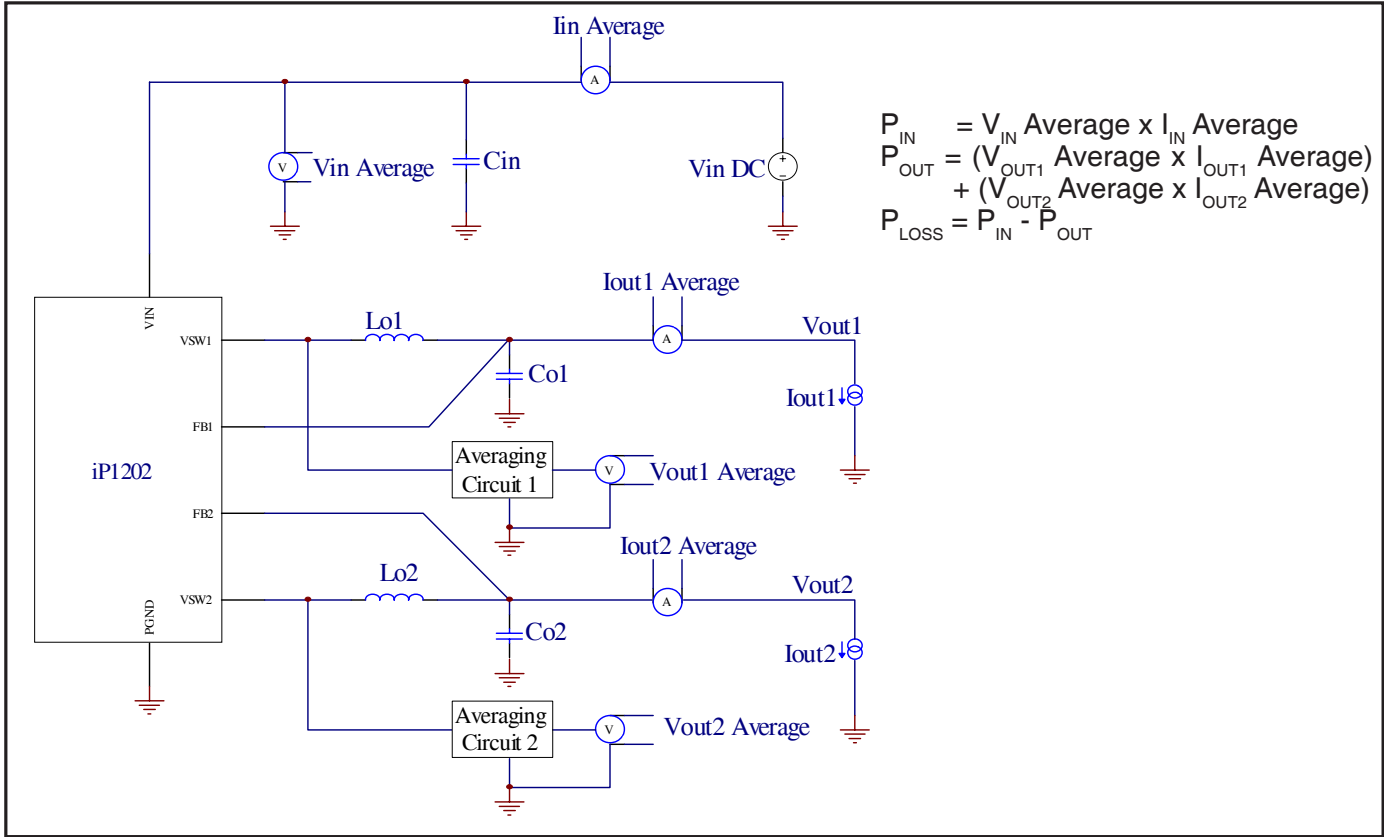 Iin Average
A
V
Vin Average
Cin
Vin DC
+
−
P_IN = V_IN Average x I_IN Average
P_OUT = (V_OUT1 Average x I_OUT1 Average)
+ (V_OUT2 Average x I_OUT2 Average)
P_LOSS = P_IN - P_OUT
iP1202
VIN
VSW1
FB1
FB2
VSW2
PGND
Lo1
Co1
Iout1 Average
A
Vout1
Iout1
Averaging
Circuit 1
V
Vout1 Average
Lo2
Co2
Iout2 Average
A
Vout2
Iout2
Averaging
Circuit 2
V
Vout2 Average